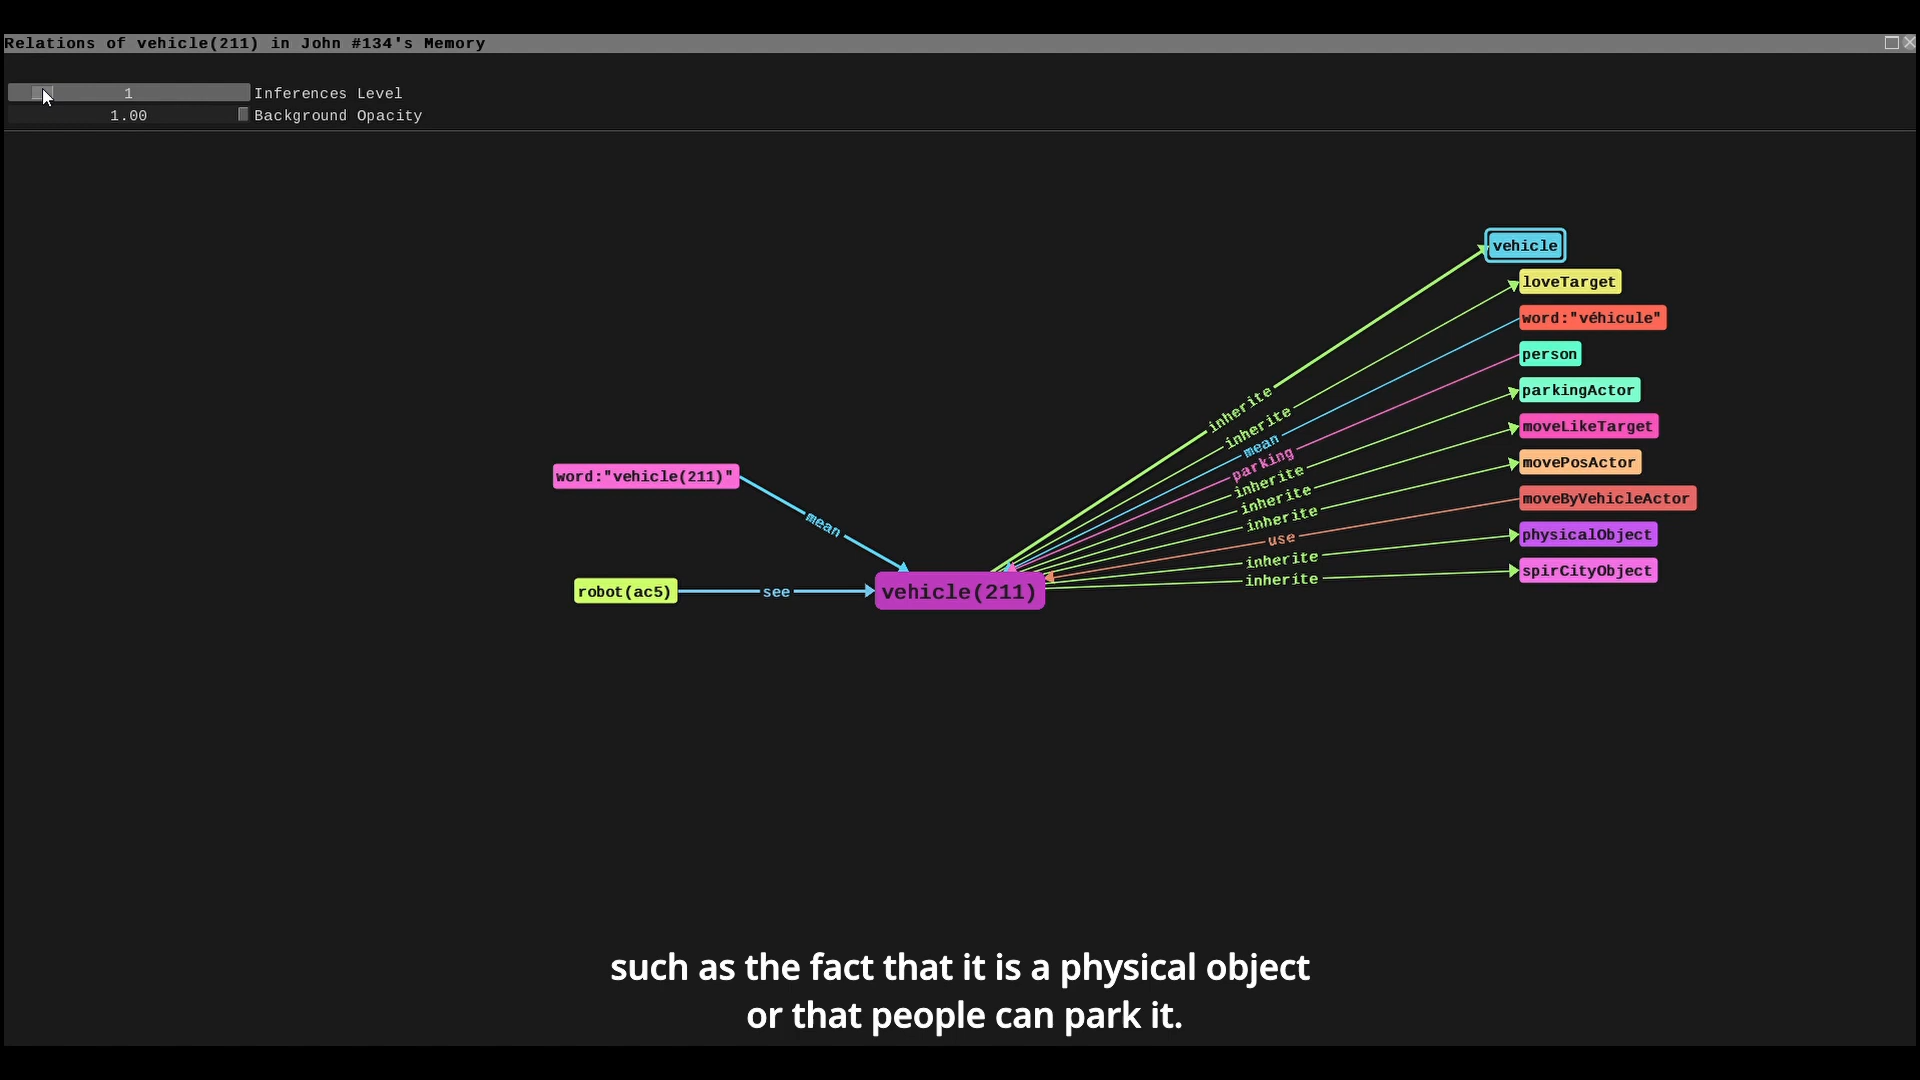 Relations of vehicle(211) in John #134's Memory
1 Inferences Level
1.00 Background Opacity
vehicle
loveTarget
word:"véhicule"
person
parkingActor
moveLikeTarget
movePosActor
moveByVehicleActor
physicalObject
spirCityObject
inherite
inherite
mean
parking
inherite
inherite
inherite
use
inherite
inherite
word:"vehicle(211)"
mean
robot(ac5)
see
vehicle(211)
such as the fact that it is a physical object
or that people can park it.